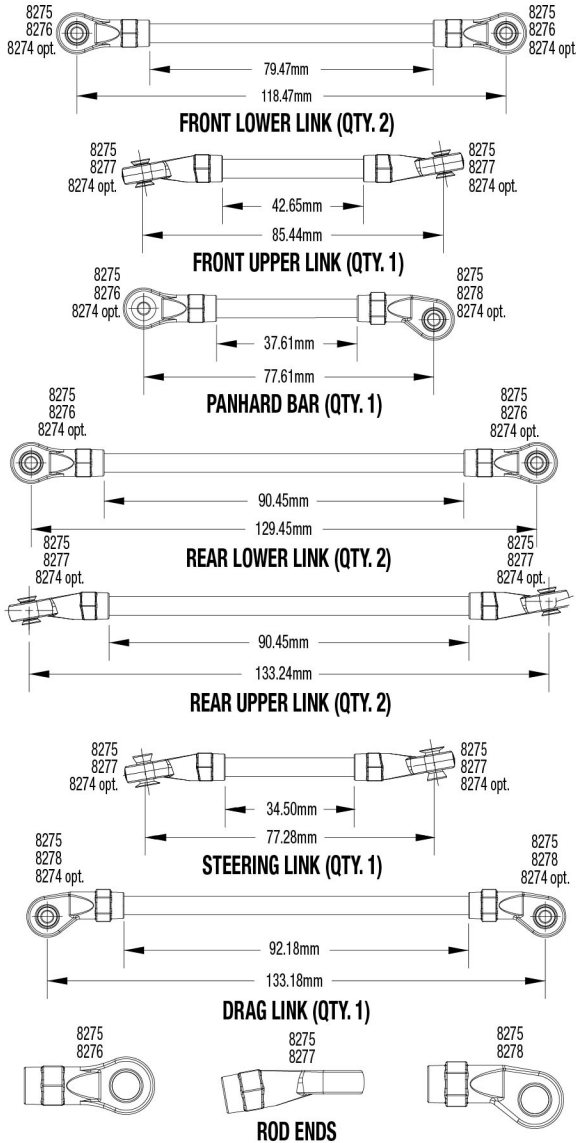 8275
8276
8274 opt.
8275
8276
8274 opt.
79.47mm
118.47mm
FRONT LOWER LINK (QTY. 2)
8275
8277
8274 opt.
8275
8277
8274 opt.
42.65mm
85.44mm
FRONT UPPER LINK (QTY. 1)
8275
8276
8274 opt.
8275
8278
8274 opt.
37.61mm
77.61mm
PANHARD BAR (QTY. 1)
8275
8276
8274 opt.
8275
8276
8274 opt.
90.45mm
129.45mm
REAR LOWER LINK (QTY. 2)
8275
8277
8274 opt.
8275
8277
8274 opt.
90.45mm
133.24mm
REAR UPPER LINK (QTY. 2)
8275
8277
8274 opt.
8275
8277
8274 opt.
34.50mm
77.28mm
STEERING LINK (QTY. 1)
8275
8278
8274 opt.
8275
8278
8274 opt.
92.18mm
133.18mm
DRAG LINK (QTY. 1)
8275
8276
8275
8277
8275
8278
ROD ENDS